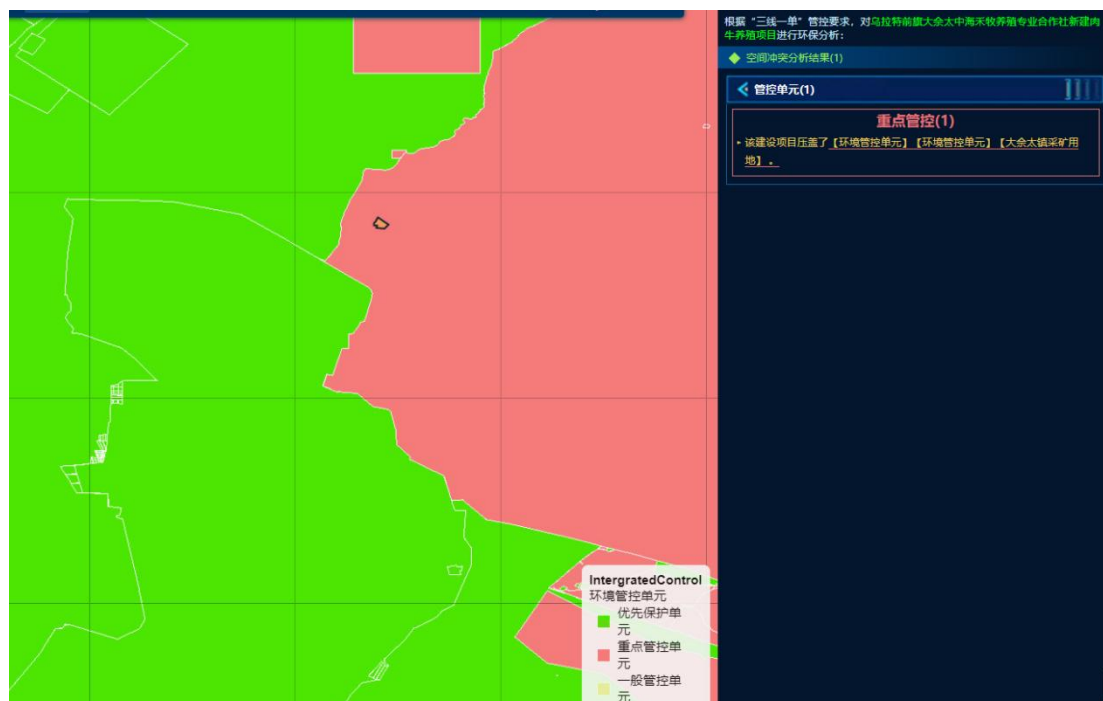 根据“三线一单”管控要求，对乌拉特前旗大佘太中海禾牧养殖专业合作社新建肉
牛养殖项目进行环保分析：
空间冲突分析结果(1)
管控单元(1)
重点管控(1)
该建设项目压盖了【环境管控单元】【环境管控单元】【大佘太镇采矿用
地】。
IntergratedControl
环境管控单元
优先保护单
元
重点管控单
元
一般管控单
元